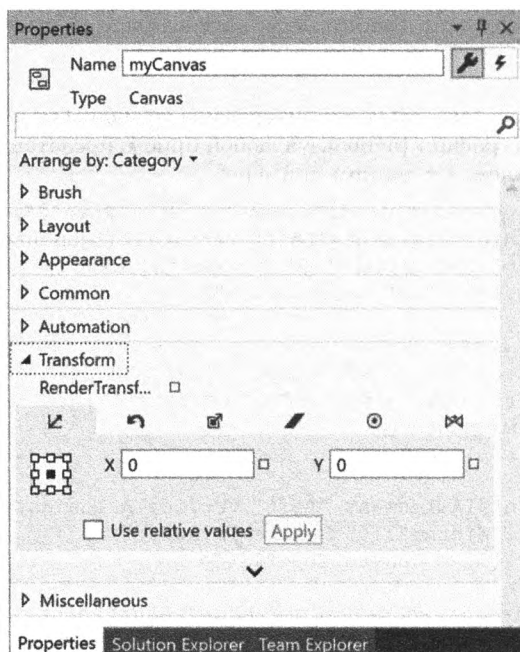 Properties
Name myCanvas
Type Canvas
Arrange by: Category
Brush
Layout
Appearance
Common
Automation
Transform
RenderTransf...
X 0 Y 0
Use relative values Apply
Miscellaneous
Properties Solution Explorer Team Explorer